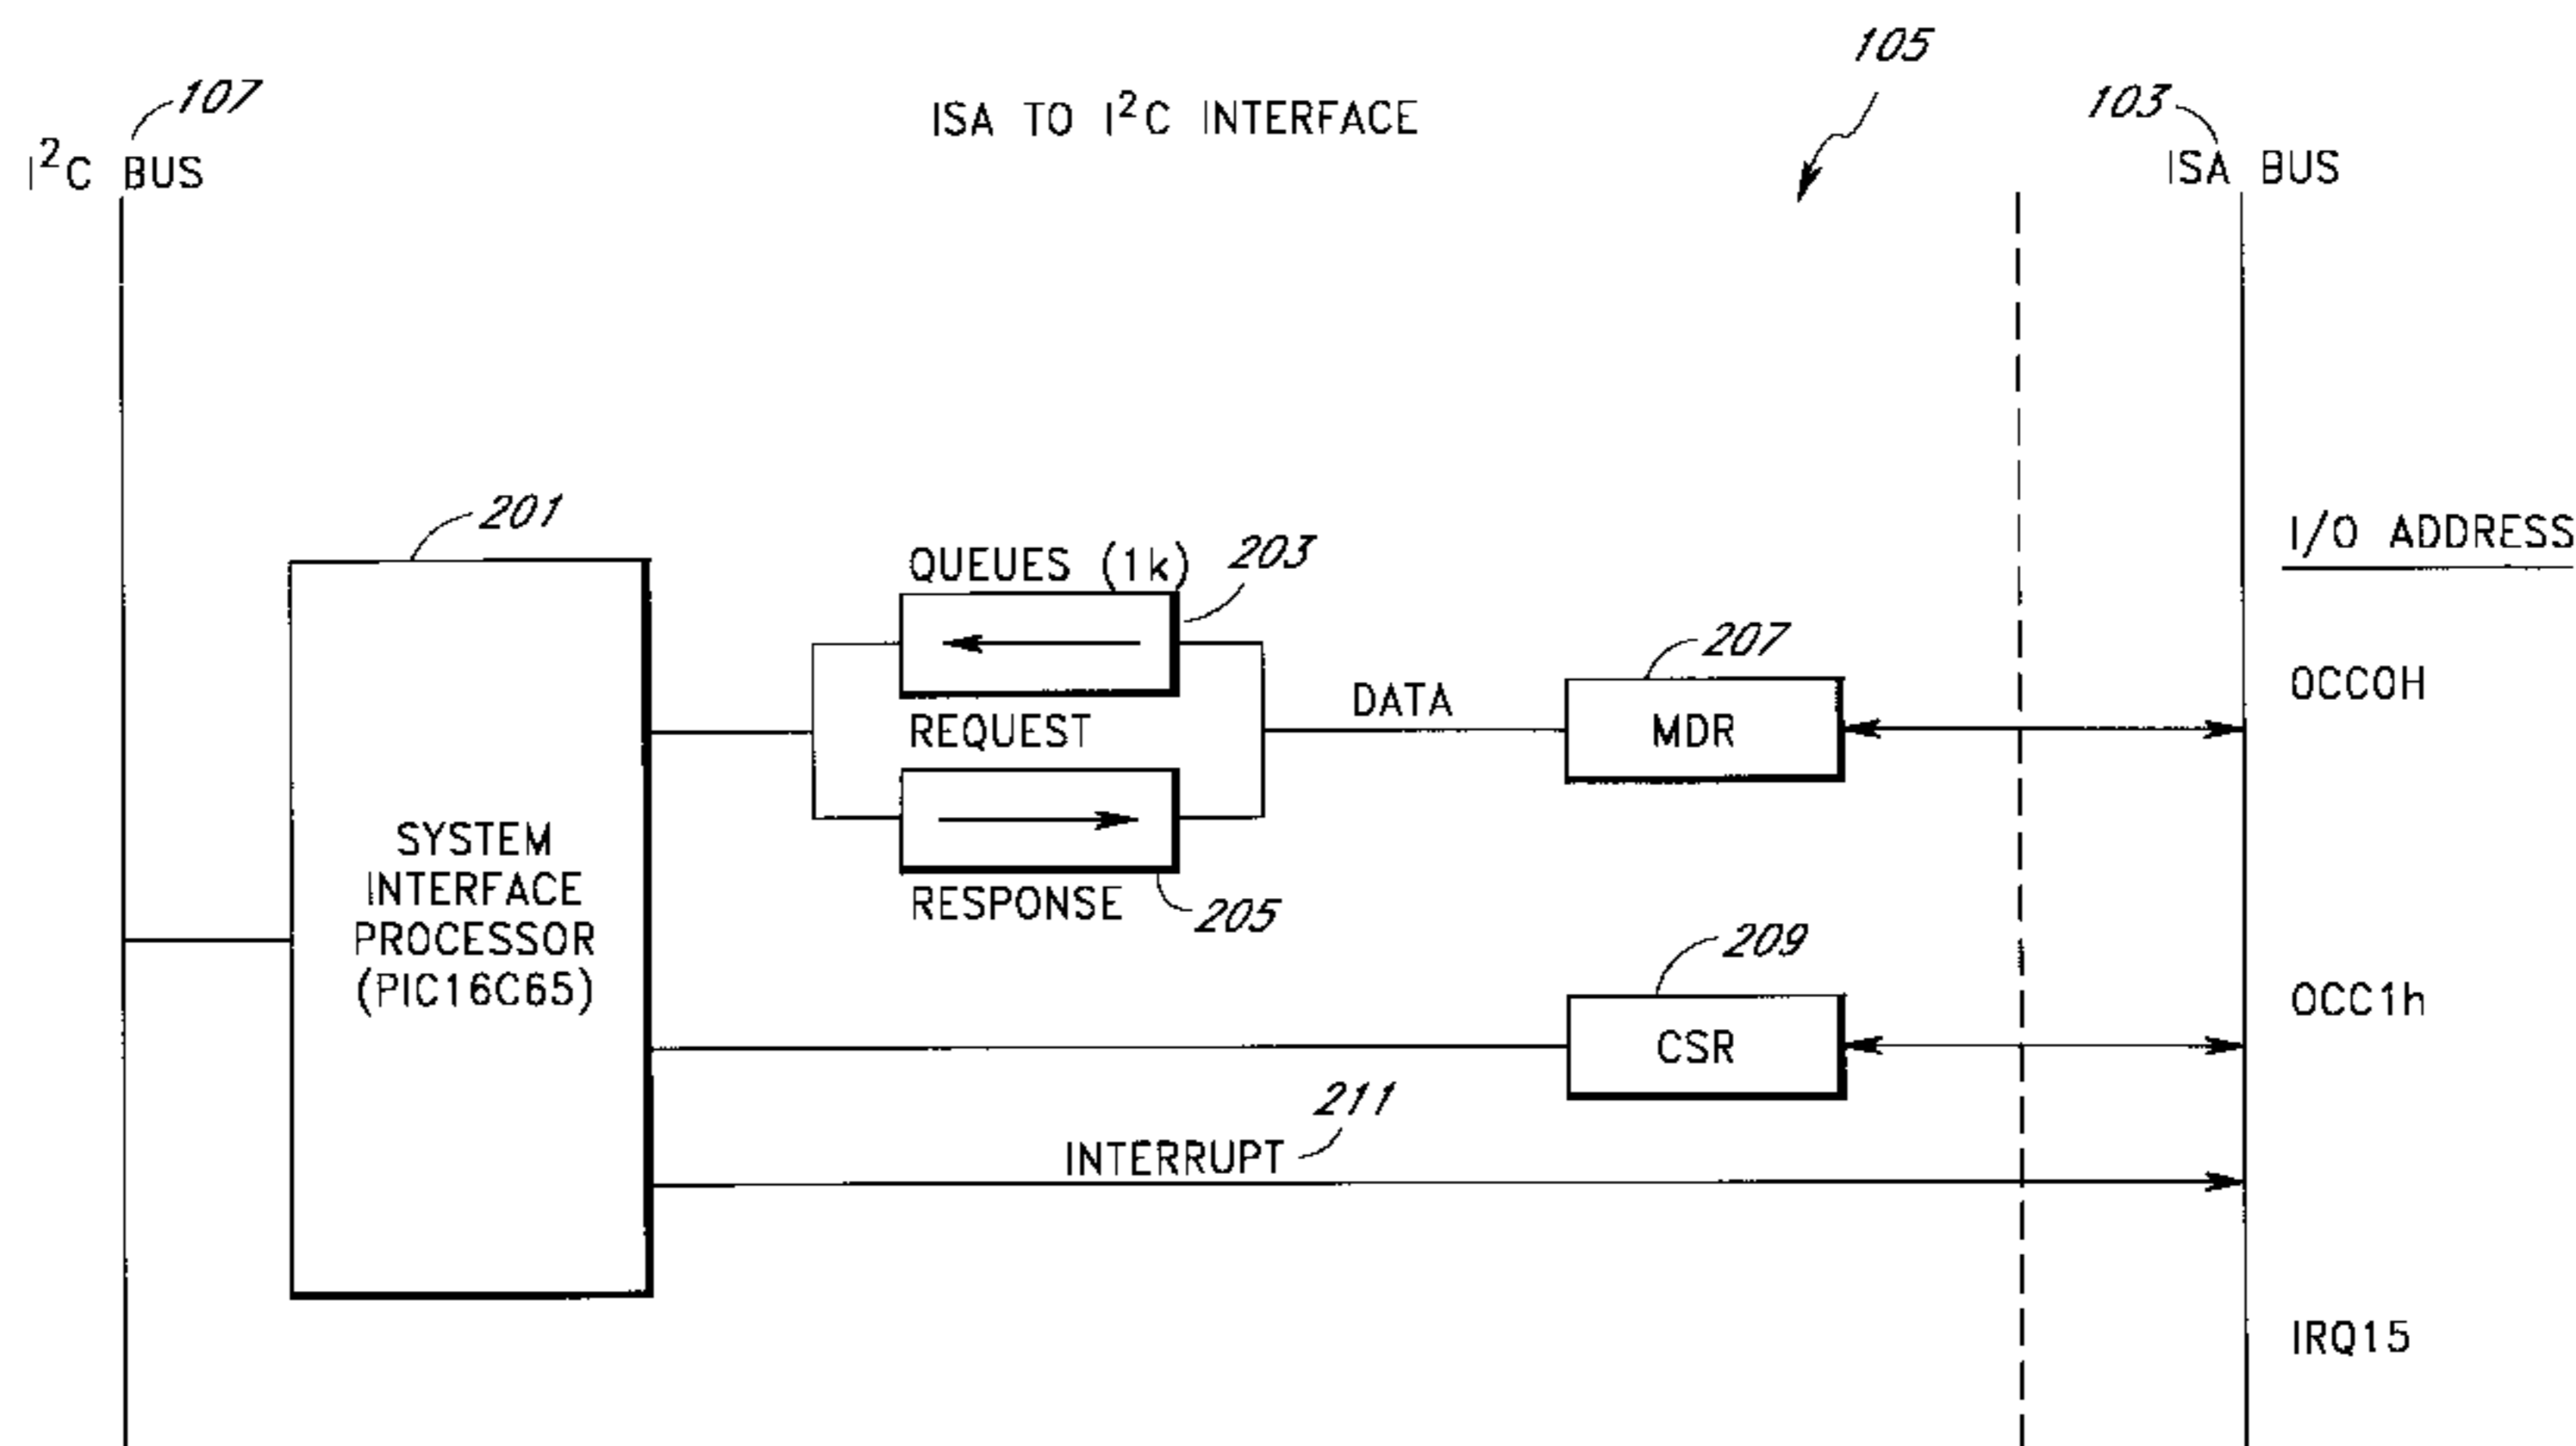 105
107
ISA TO I²C INTERFACE
103
I²C BUS
ISA BUS
201
I/O ADDRESS
QUEUES (1k)
203
207
0CC0H
DATA
REQUEST
MDR
SYSTEM
INTERFACE
PROCESSOR
(PIC16C65)
RESPONSE
205
209
0CC1h
CSR
211
INTERRUPT
IRQ15